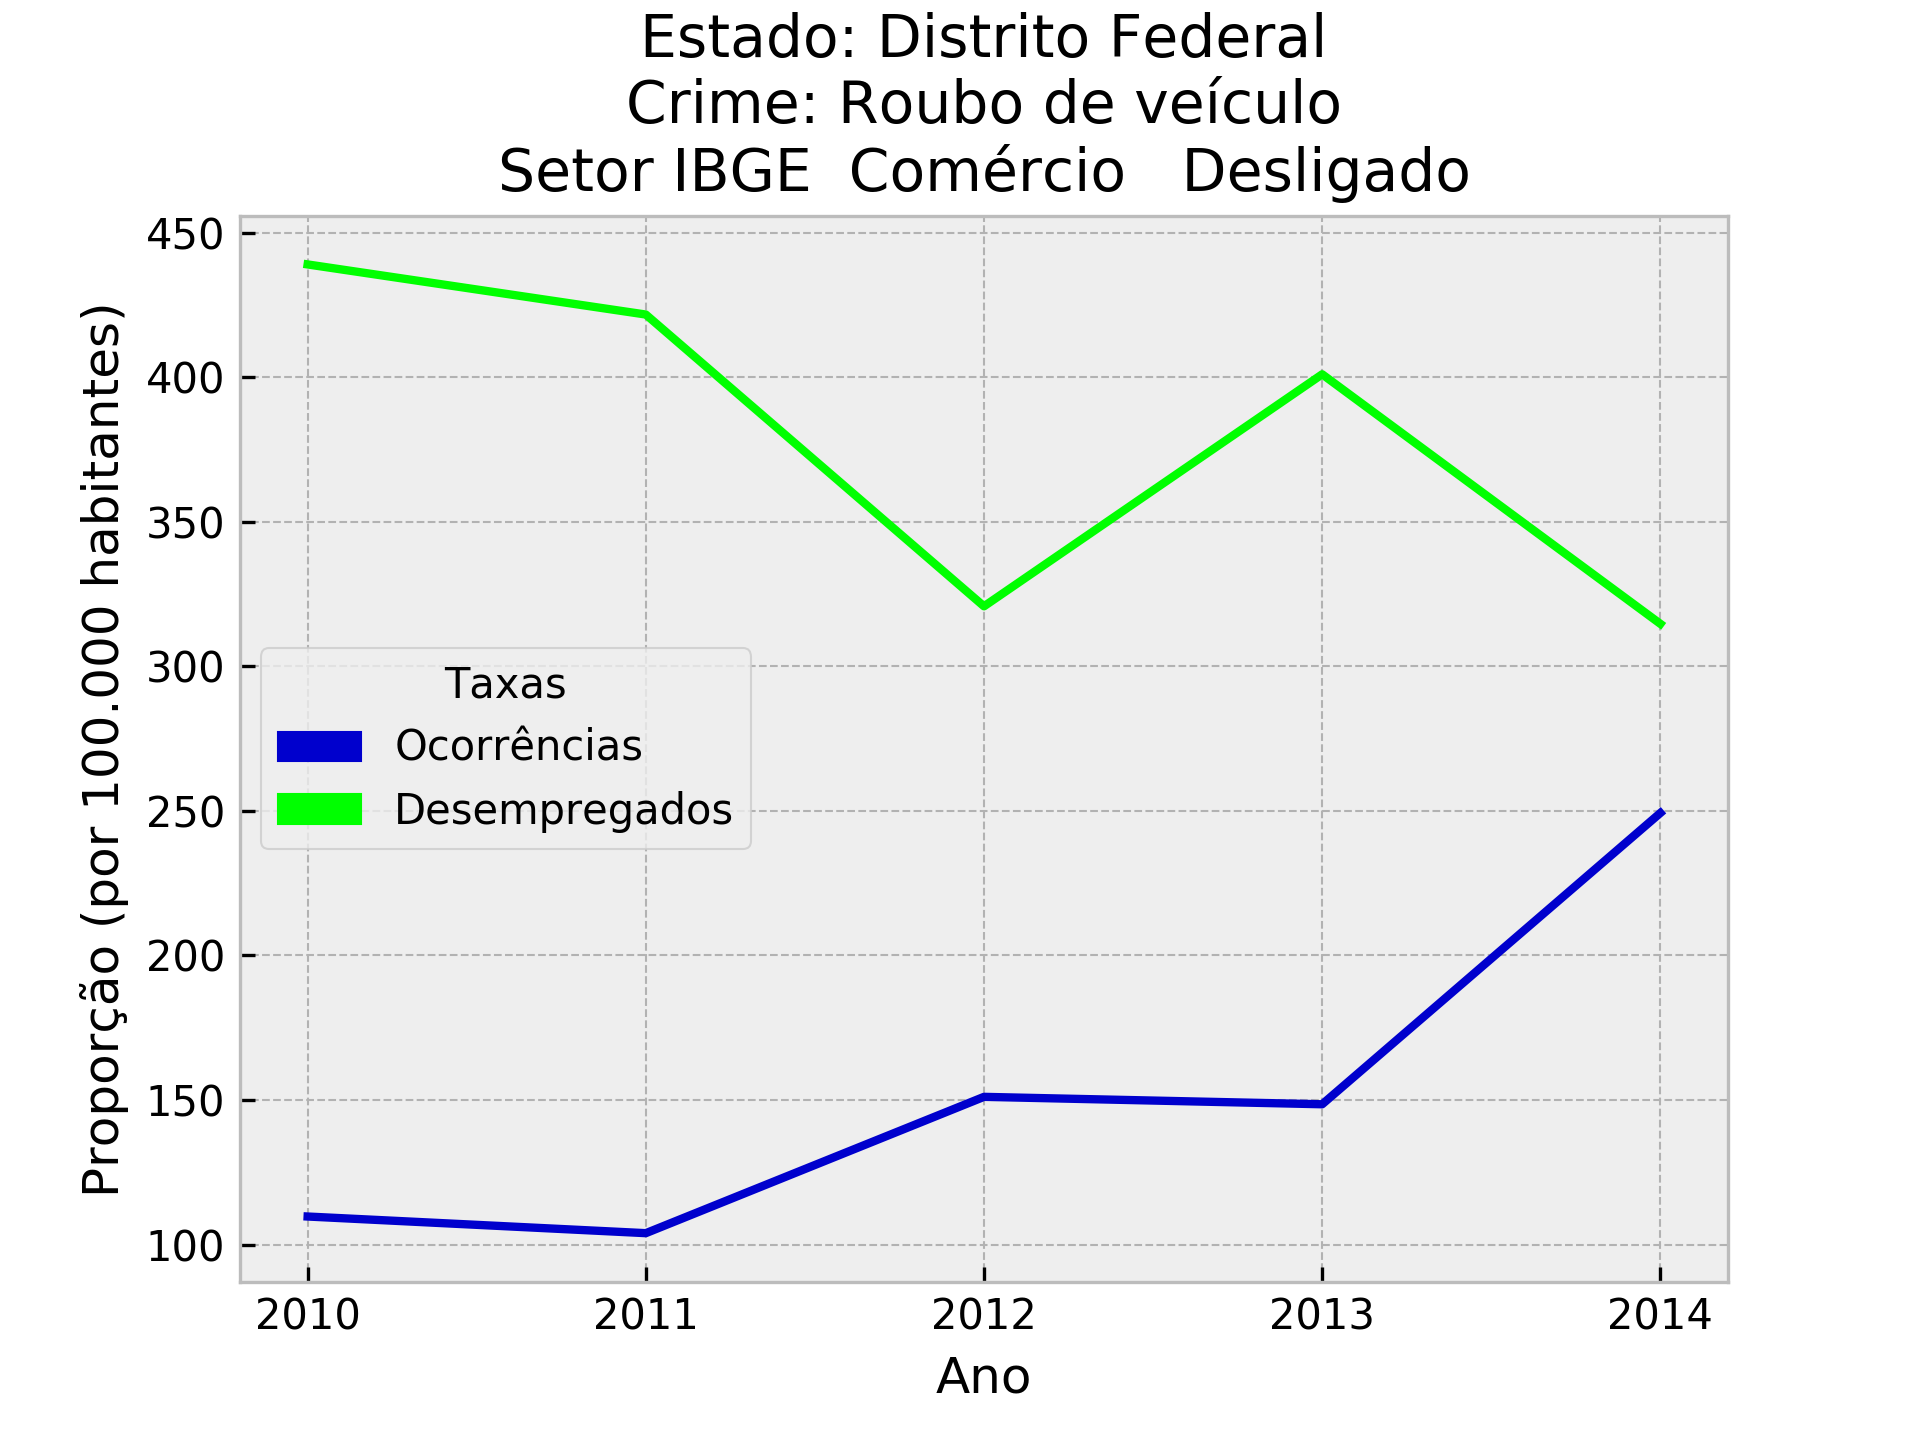 Estado: Distrito Federal
Crime: Roubo de veículo
Setor IBGE  Comércio   Desligado
Proporção (por 100.000 habitantes)
450
400
350
300
250
200
150
100
Taxas
Ocorrências
Desempregados
2010 2011 2012 2013 2014
Ano